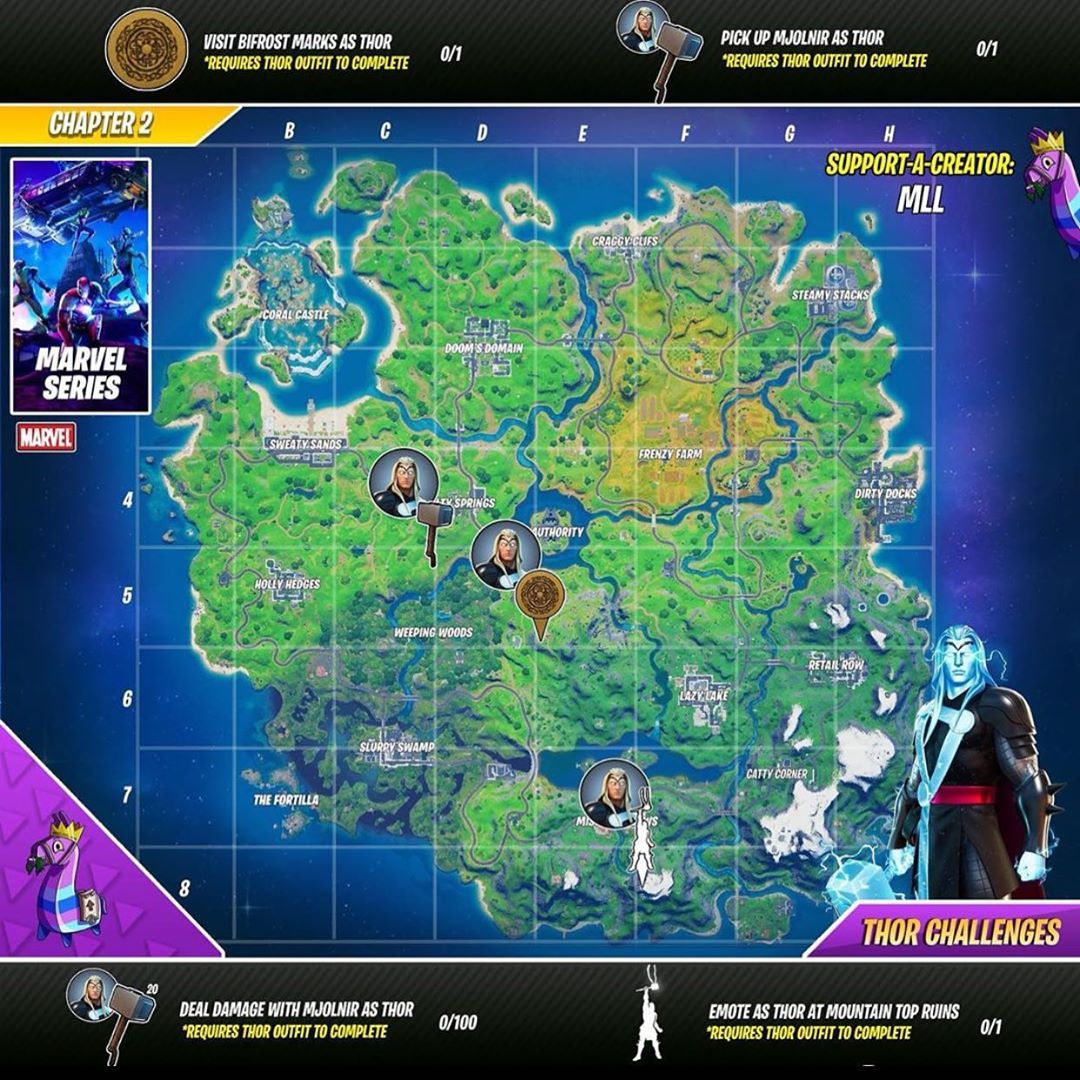 VISIT BIFROST MARKS AS THOR
*REQUIRES THOR OUTFIT TO COMPLETE
0/1
PICK UP MJOLNIR AS THOR
*REQUIRES THOR OUTFIT TO COMPLETE
0/1
CHAPTER 2
B C D E F G H
SUPPORT-A-CREATOR:
MLL
MARVEL
SERIES
MARVEL
CRAGGY CLIFS
STEAMY STACKS
CORAL CASTLE
DOOM'S DOMAIN
SWEATY SANDS
FRENZY FARM
4
TY SPRINGS
DIRTY DOCKS
AUTHORITY
HOLLY HEDGES
5
WEEPING WOODS
RETAIL ROW
6
LAZY LAKE
SLURPY SWAMP
CATTY CORNER
7
THE FORTILLA
8
THOR CHALLENGES
20
DEAL DAMAGE WITH MJOLNIR AS THOR
*REQUIRES THOR OUTFIT TO COMPLETE
0/100
EMOTE AS THOR AT MOUNTAIN TOP RUINS
*REQUIRES THOR OUTFIT TO COMPLETE
0/1